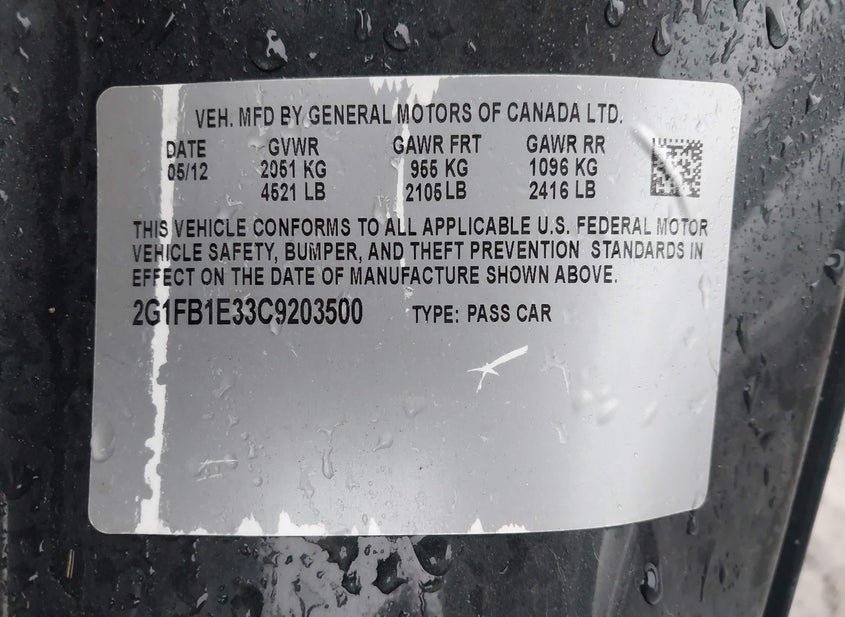 VEH. MFD BY GENERAL MOTORS OF CANADA LTD.
DATE GVWR GAWR FRT GAWR RR
05/12 2051 KG 955 KG 1096 KG
4521 LB 2105 LB 2416 LB
THIS VEHICLE CONFORMS TO ALL APPLICABLE U.S. FEDERAL MOTOR
VEHICLE SAFETY, BUMPER, AND THEFT PREVENTION STANDARDS IN
EFFECT ON THE DATE OF MANUFACTURE SHOWN ABOVE.
2G1FB1E33C9203500 TYPE: PASS CAR